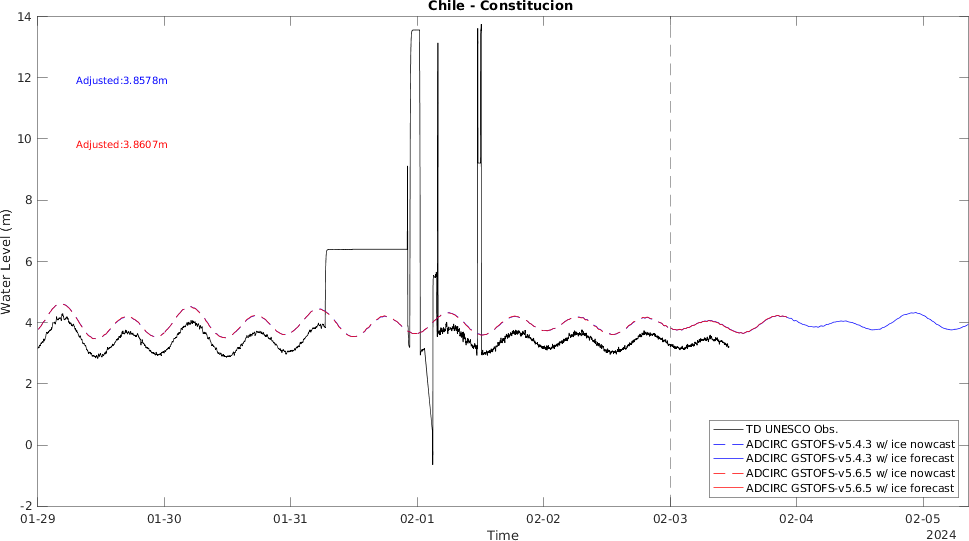 Chile - Constitucion
14
12
10
8
6
4
2
0
-2
Water Level (m)
Adjusted:3.8578m
Adjusted:3.8607m
TD UNESCO Obs.
ADCIRC GSTOFS-v5.4.3 w/ ice nowcast
ADCIRC GSTOFS-v5.4.3 w/ ice forecast
ADCIRC GSTOFS-v5.6.5 w/ ice nowcast
ADCIRC GSTOFS-v5.6.5 w/ ice forecast
01-29 01-30 01-31 02-01 02-02 02-03 02-04 02-05
Time
2024